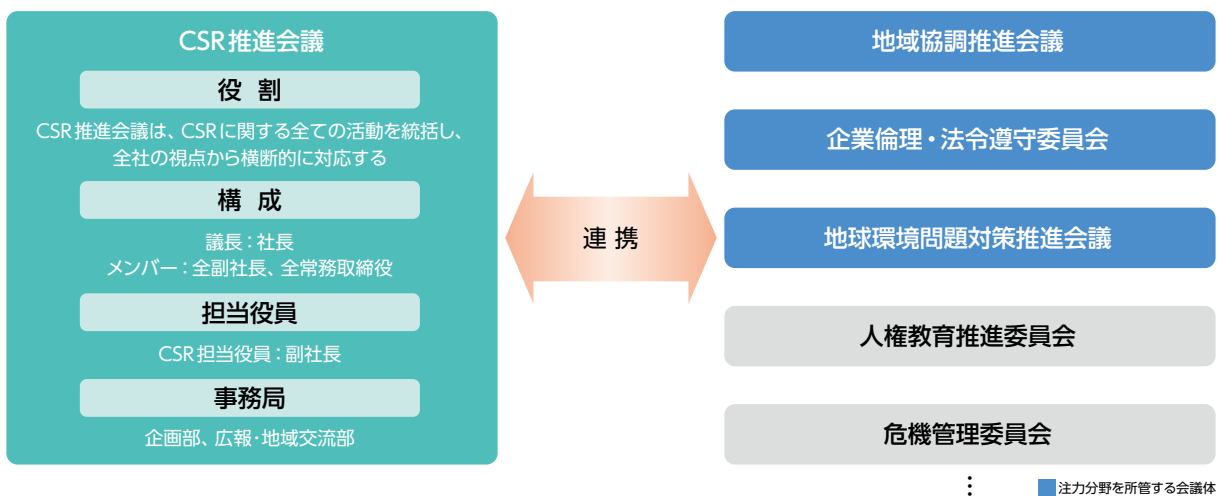 CSR推進会議
役 割
CSR推進会議は、CSRに関する全ての活動を統括し、
全社の視点から横断的に対応する
構 成
議長：社長
メンバー：全副社長、全常務取締役
担当役員
CSR担当役員：副社長
事務局
企画部、広報・地域交流部
連 携
地域協調推進会議
企業倫理・法令遵守委員会
地球環境問題対策推進会議
人権教育推進委員会
危機管理委員会
⋮
注力分野を所管する会議体